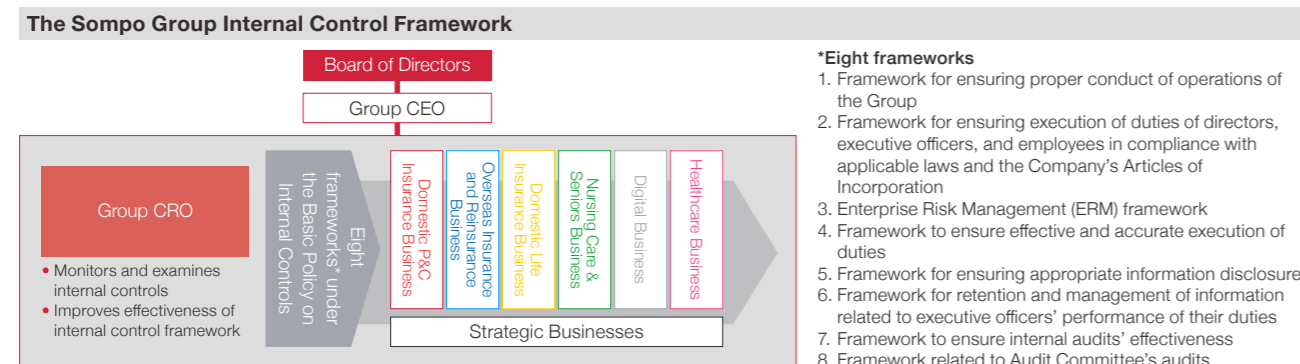 The Sompo Group Internal Control Framework
Board of Directors
Group CEO
Group CRO
• Monitors and examines
internal controls
• Improves effectiveness of
internal control framework
Eight
frameworks* under
the Basic Policy on
Internal Controls
Domestic P&C
Insurance Business
Overseas Insurance
and Reinsurance
Business
Domestic Life
Insurance Business
Nursing Care &
Seniors Business
Digital Business
Healthcare Business
Strategic Businesses
*Eight frameworks
1. Framework for ensuring proper conduct of operations of
the Group
2. Framework for ensuring execution of duties of directors,
executive officers, and employees in compliance with
applicable laws and the Company’s Articles of
Incorporation
3. Enterprise Risk Management (ERM) framework
4. Framework to ensure effective and accurate execution of
duties
5. Framework for ensuring appropriate information disclosure
6. Framework for retention and management of information
related to executive officers’ performance of their duties
7. Framework to ensure internal audits’ effectiveness
8. Framework related to Audit Committee’s audits